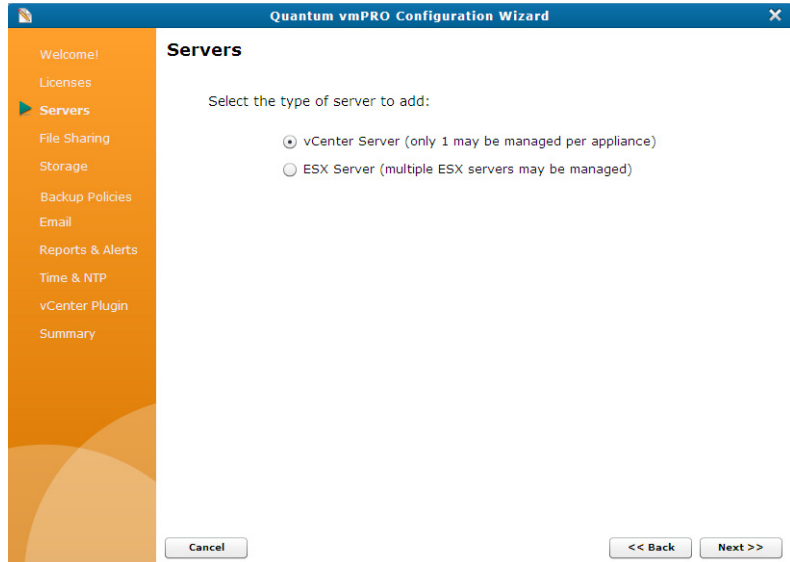 Quantum vmPRO Configuration Wizard
Welcome!
Licenses
Servers
File Sharing
Storage
Backup Policies
Email
Reports & Alerts
Time & NTP
vCenter Plugin
Summary
Servers
Select the type of server to add:
vCenter Server (only 1 may be managed per appliance)
ESX Server (multiple ESX servers may be managed)
Cancel
<< Back
Next >>